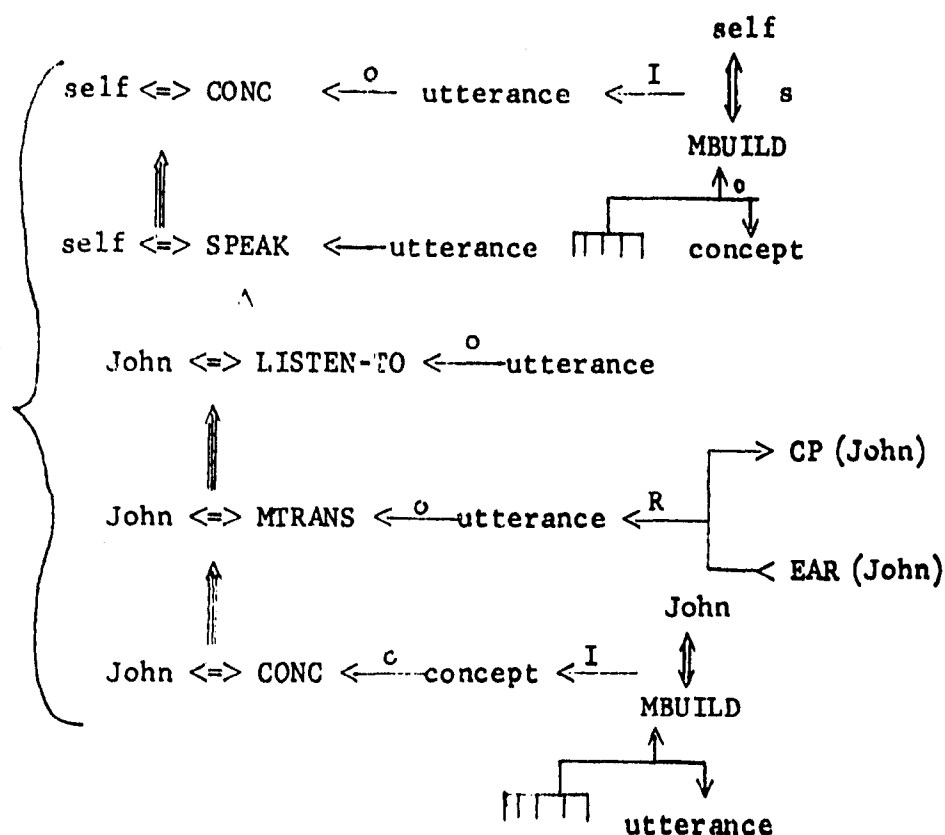 self
self <=> CONC <— o utterance <— I s
MBUILD
o
self <=> SPEAK <— utterance concept
^
John <=> LISTEN-TO <— o utterance
CP (John)
John <=> MTRANS <— o utterance <— R
EAR (John)
John
John <=> CONC <— c concept <— I
MBUILD
utterance